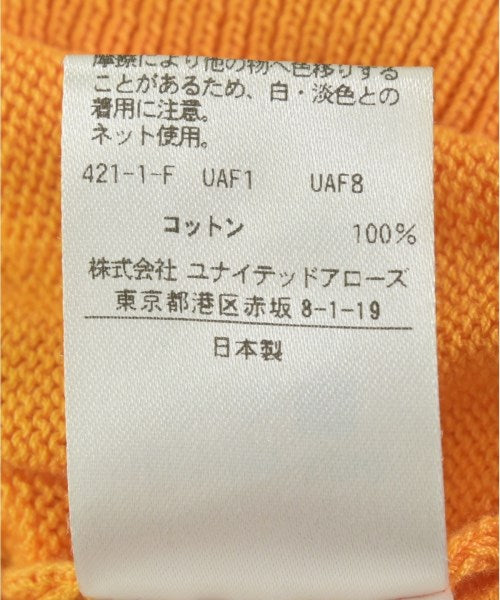 摩擦により他の物へ色移りする
ことがあるため、白・淡色との
着用に注意。
ネット使用。
421-1-F UAF1 UAF8
コットン 100%
株式会社 ユナイテッドアローズ
東京都港区赤坂 8-1-19
日本製